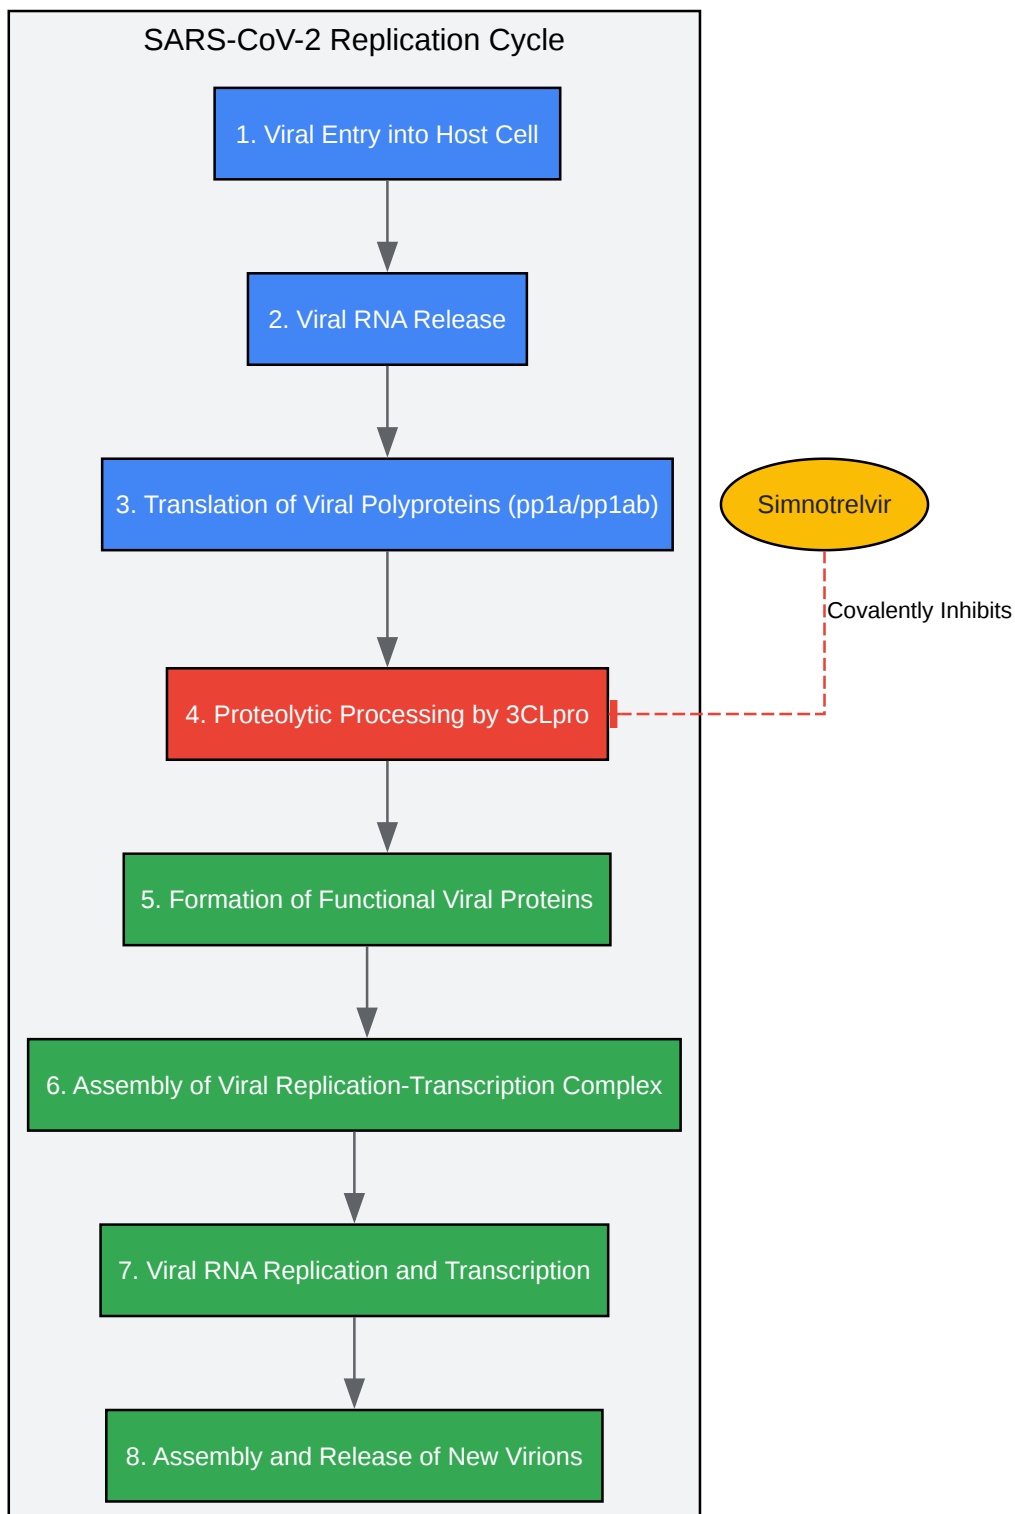 SARS-CoV-2 Replication Cycle
1. Viral Entry into Host Cell
2. Viral RNA Release
3. Translation of Viral Polyproteins (pp1a/pp1ab)
Simnotrelvir
Covalently Inhibits
4. Proteolytic Processing by 3CLpro
5. Formation of Functional Viral Proteins
6. Assembly of Viral Replication-Transcription Complex
7. Viral RNA Replication and Transcription
8. Assembly and Release of New Virions